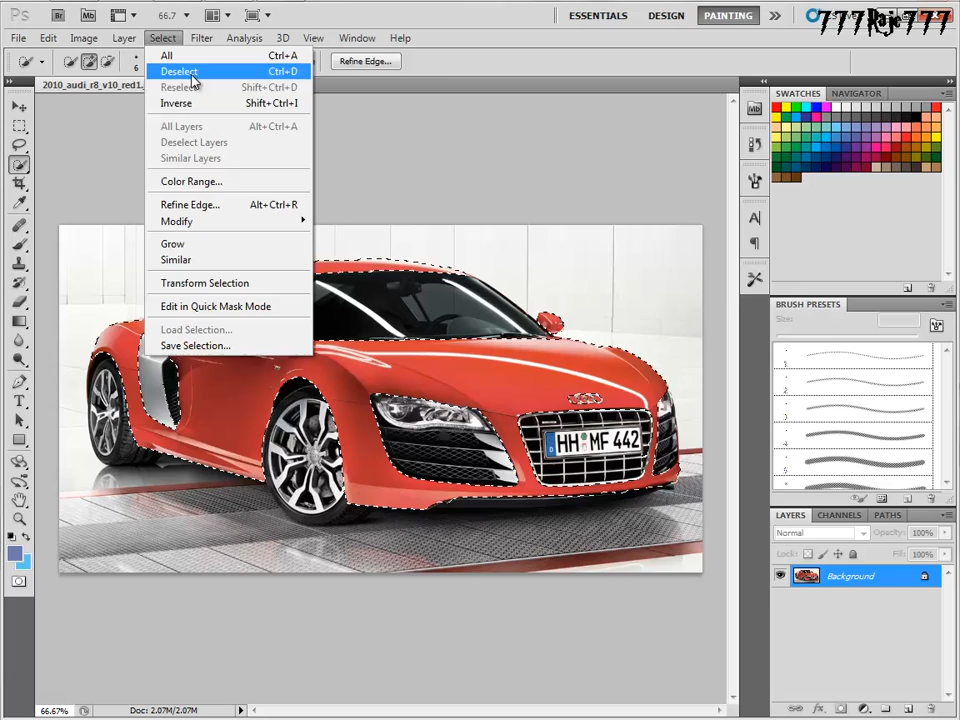 Ps Br Mb 66.7 ESSENTIALS DESIGN PAINTING
777Raje777
File Edit Image Layer Select Filter Analysis 3D View Window Help
6 Refine Edge...
2010_audi_r8_v10_red1.
All Ctrl+A
Deselect Ctrl+D
Reselect Shift+Ctrl+D
Inverse Shift+Ctrl+I
All Layers Alt+Ctrl+A
Deselect Layers
Similar Layers
Color Range...
Refine Edge... Alt+Ctrl+R
Modify
Grow
Similar
Transform Selection
Edit in Quick Mask Mode
Load Selection...
Save Selection...
HH MF 442
SWATCHES NAVIGATOR
Mb
BRUSH PRESETS
Size:
LAYERS CHANNELS PATHS
Normal Opacity: 100%
Lock: Fill: 100%
Background
66.67% Doc: 2.07M/2.07M